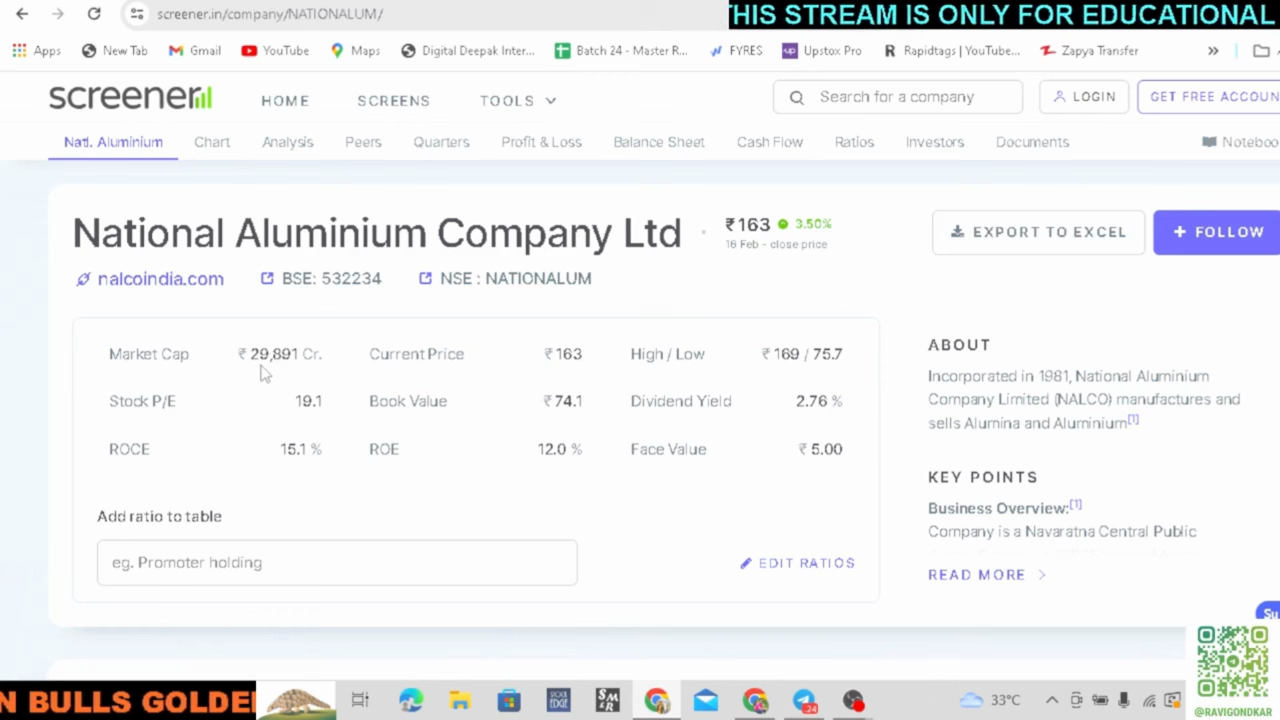 screener.in/company/NATIONALUM/
THIS STREAM IS ONLY FOR EDUCATIONAL
Apps New Tab Gmail YouTube Maps Digital Deepak Inter... Batch 24 - Master R... FYRES Upstox Pro Rapidtags | YouTube... Zapya Transfer
screener HOME SCREENS TOOLS Search for a company LOGIN GET FREE ACCOUN
Natl. Aluminium Chart Analysis Peers Quarters Profit & Loss Balance Sheet Cash Flow Ratios Investors Documents Noteboo
National Aluminium Company Ltd
₹ 163 3.50%
16 Feb - close price
EXPORT TO EXCEL
+ FOLLOW
nalcoindia.com BSE: 532234 NSE : NATIONALUM
Market Cap ₹ 29,891 Cr. Current Price ₹ 163 High / Low ₹ 169 / 75.7
Stock P/E 19.1 Book Value ₹ 74.1 Dividend Yield 2.76 %
ROCE 15.1 % ROE 12.0 % Face Value ₹ 5.00
Add ratio to table
eg. Promoter holding
EDIT RATIOS
ABOUT
Incorporated in 1981, National Aluminium
Company Limited (NALCO) manufactures and
sells Alumina and Aluminium[1]
KEY POINTS
Business Overview:[1]
Company is a Navaratna Central Public
READ MORE
Su
N BULLS GOLDE
STOCK EDGE
24
33°C
@RAVIGONDKAR